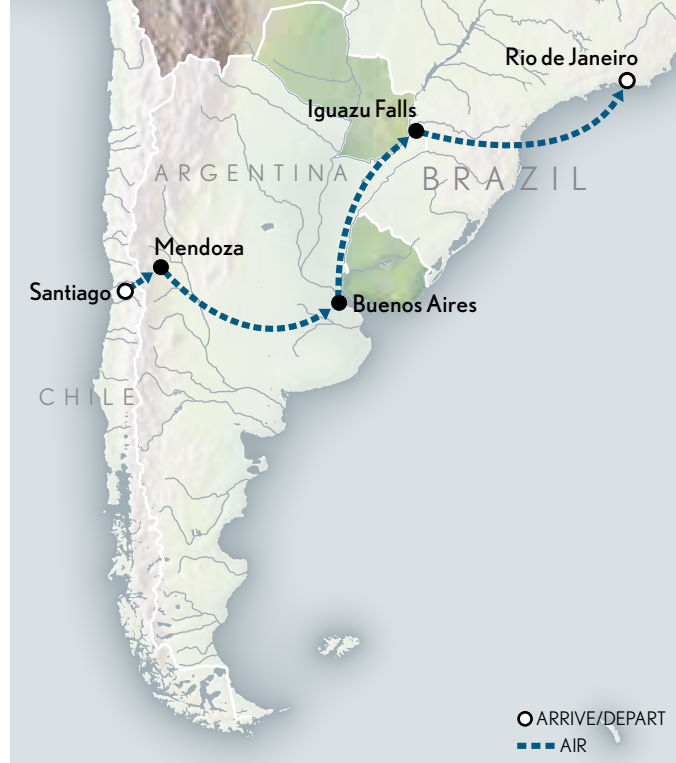 Rio de Janeiro
Iguazu Falls
ARGENTINA
BRAZIL
Mendoza
Santiago
Buenos Aires
CHILE
ARRIVE/DEPART
AIR